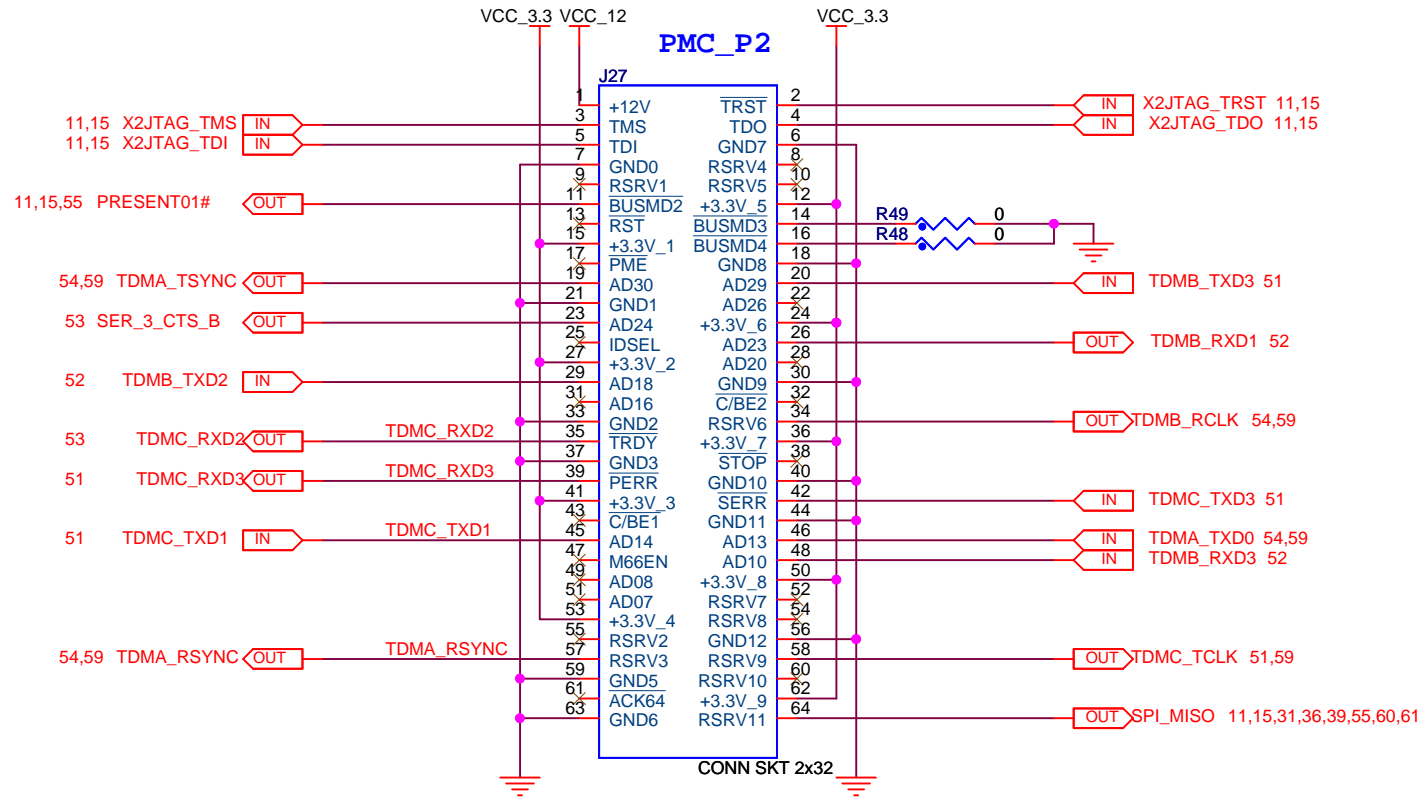 VCC_3.3 VCC_12 VCC_3.3
PMC_P2
J27
1 +12V TRST 2 IN X2JTAG_TRST 11,15
11,15 X2JTAG_TMS IN 3 TMS TDO 4 IN X2JTAG_TDO 11,15
11,15 X2JTAG_TDI IN 5 TDI GND7 6
7 GND0 RSRV4 8
9 RSRV1 RSRV5 10
11,15,55 PRESENT01# OUT 11 BUSMD2 +3.3V_5 12
13 RST BUSMD3 14 R49 0
15 +3.3V_1 BUSMD4 16 R48 0
17 PME GND8 18
54,59 TDMA_TSYNC OUT 19 AD30 AD29 20 IN TDMB_TXD3 51
21 GND1 AD26 22
53 SER_3_CTS_B OUT 23 AD24 +3.3V_6 24
25 IDSEL AD23 26 OUT TDMB_RXD1 52
27 +3.3V_2 AD20 28
52 TDMB_TXD2 IN 29 AD18 GND9 30
31 AD16 C/BE2 32
33 GND2 RSRV6 34 OUT TDMB_RCLK 54,59
53 TDMC_RXD2 OUT TDMC_RXD2 35 TRDY +3.3V_7 36
37 GND3 STOP 38
51 TDMC_RXD3 OUT TDMC_RXD3 39 PERR GND10 40
41 +3.3V_3 SERR 42 IN TDMC_TXD3 51
43 C/BE1 GND11 44
51 TDMC_TXD1 IN TDMC_TXD1 45 AD14 AD13 46 IN TDMA_TXD0 54,59
47 M66EN AD10 48 IN TDMB_RXD3 52
49 AD08 +3.3V_8 50
51 AD07 RSRV7 52
53 +3.3V_4 RSRV8 54
55 RSRV2 GND12 56
54,59 TDMA_RSYNC OUT TDMA_RSYNC 57 RSRV3 RSRV9 58 OUT TDMC_TCLK 51,59
59 GND5 RSRV10 60
61 ACK64 +3.3V_9 62
63 GND6 RSRV11 64 OUT SPI_MISO 11,15,31,36,39,55,60,61
CONN SKT 2x32